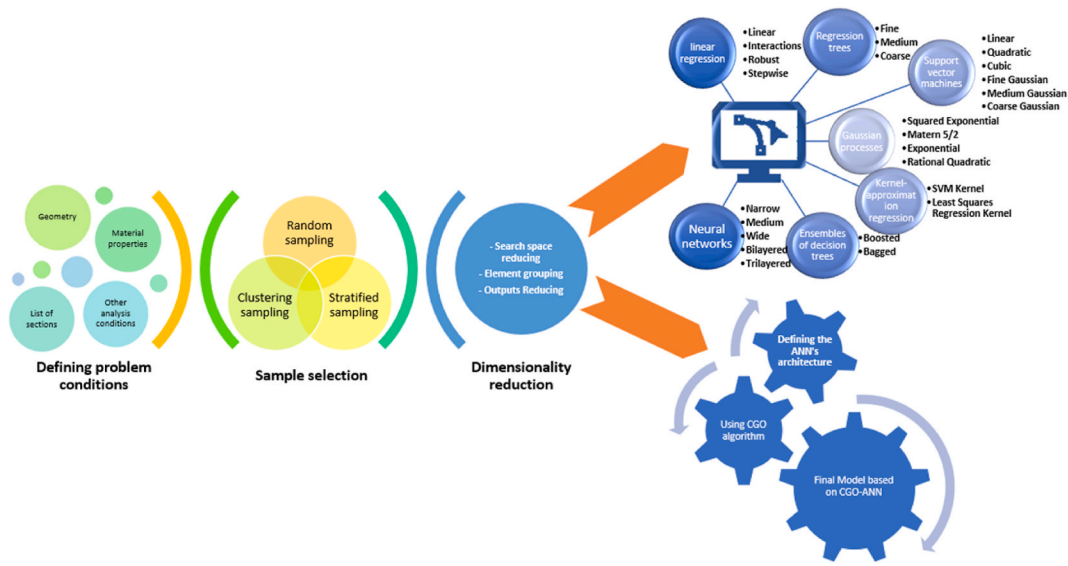 Geometry
Material
properties
List of
sections
Other
analysis
conditions
Defining problem
conditions
Random
sampling
Clustering
sampling
Stratified
sampling
Sample selection
- Search space
reducing
- Element grouping
- Outputs Reducing
Dimensionality
reduction
linear
regression
•Linear
•Interactions
•Robust
•Stepwise
Regression
trees
•Fine
•Medium
•Coarse
Support
vector
machines
•Linear
•Quadratic
•Cubic
•Fine Gaussian
•Medium Gaussian
•Coarse Gaussian
Gaussian
processes
•Squared Exponential
•Matern 5/2
•Exponential
•Rational Quadratic
Kernel-
approximat
ion
regression
•SVM Kernel
•Least Squares
Regression Kernel
Ensembles
of decision
trees
•Boosted
•Bagged
Neural
networks
•Narrow
•Medium
•Wide
•Bilayered
•Trilayered
Defining the
ANN's
architecture
Using CGO
algorithm
Final Model based
on CGO-ANN